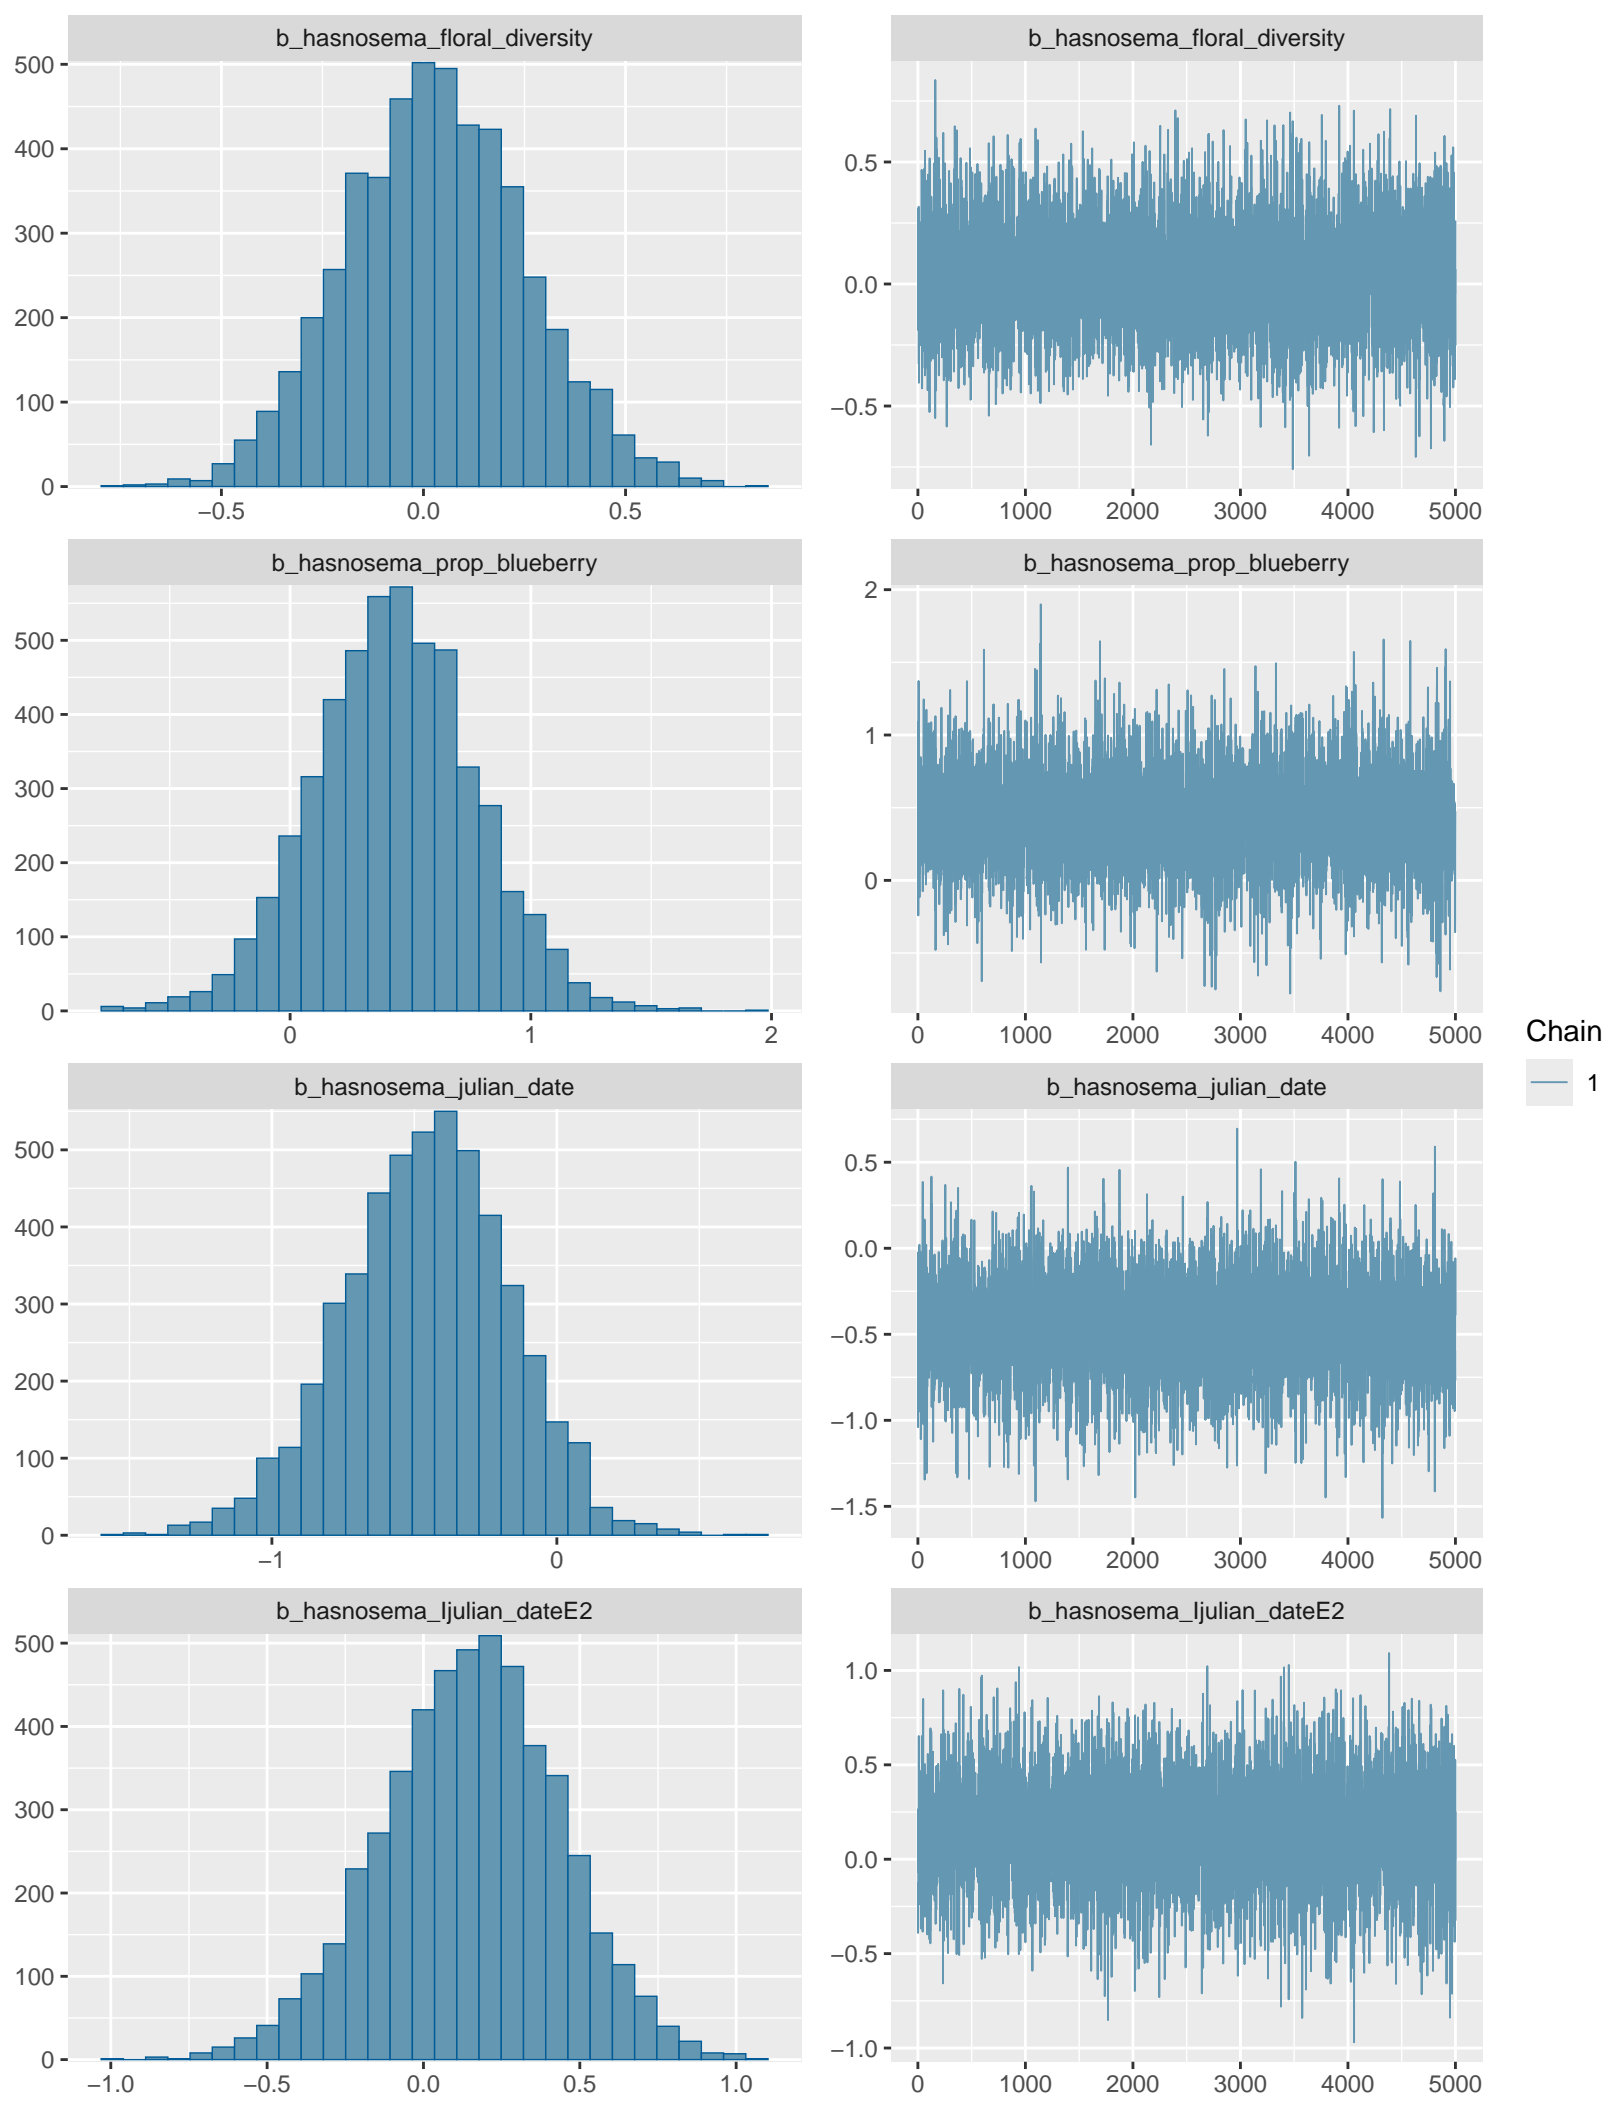 b_hasnosema_floral_diversity
b_hasnosema_floral_diversity
500
400
300
200
100
0
−0.5 0.0 0.5
0.5
0.0
−0.5
0 1000 2000 3000 4000 5000
b_hasnosema_prop_blueberry
b_hasnosema_prop_blueberry
500
400
300
200
100
0
0 1 2
2
1
0
0 1000 2000 3000 4000 5000
Chain
1
b_hasnosema_julian_date
b_hasnosema_julian_date
500
400
300
200
100
0
−1 0
0.5
0.0
−0.5
−1.0
−1.5
0 1000 2000 3000 4000 5000
b_hasnosema_Ijulian_dateE2
b_hasnosema_Ijulian_dateE2
500
400
300
200
100
0
−1.0 −0.5 0.0 0.5 1.0
1.0
0.5
0.0
−0.5
−1.0
0 1000 2000 3000 4000 5000